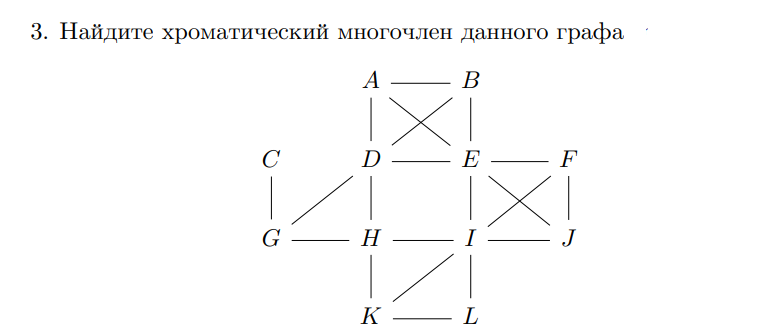 3. Найдите хроматический многочлен данного графа
A B
C D E F
G H I J
K L